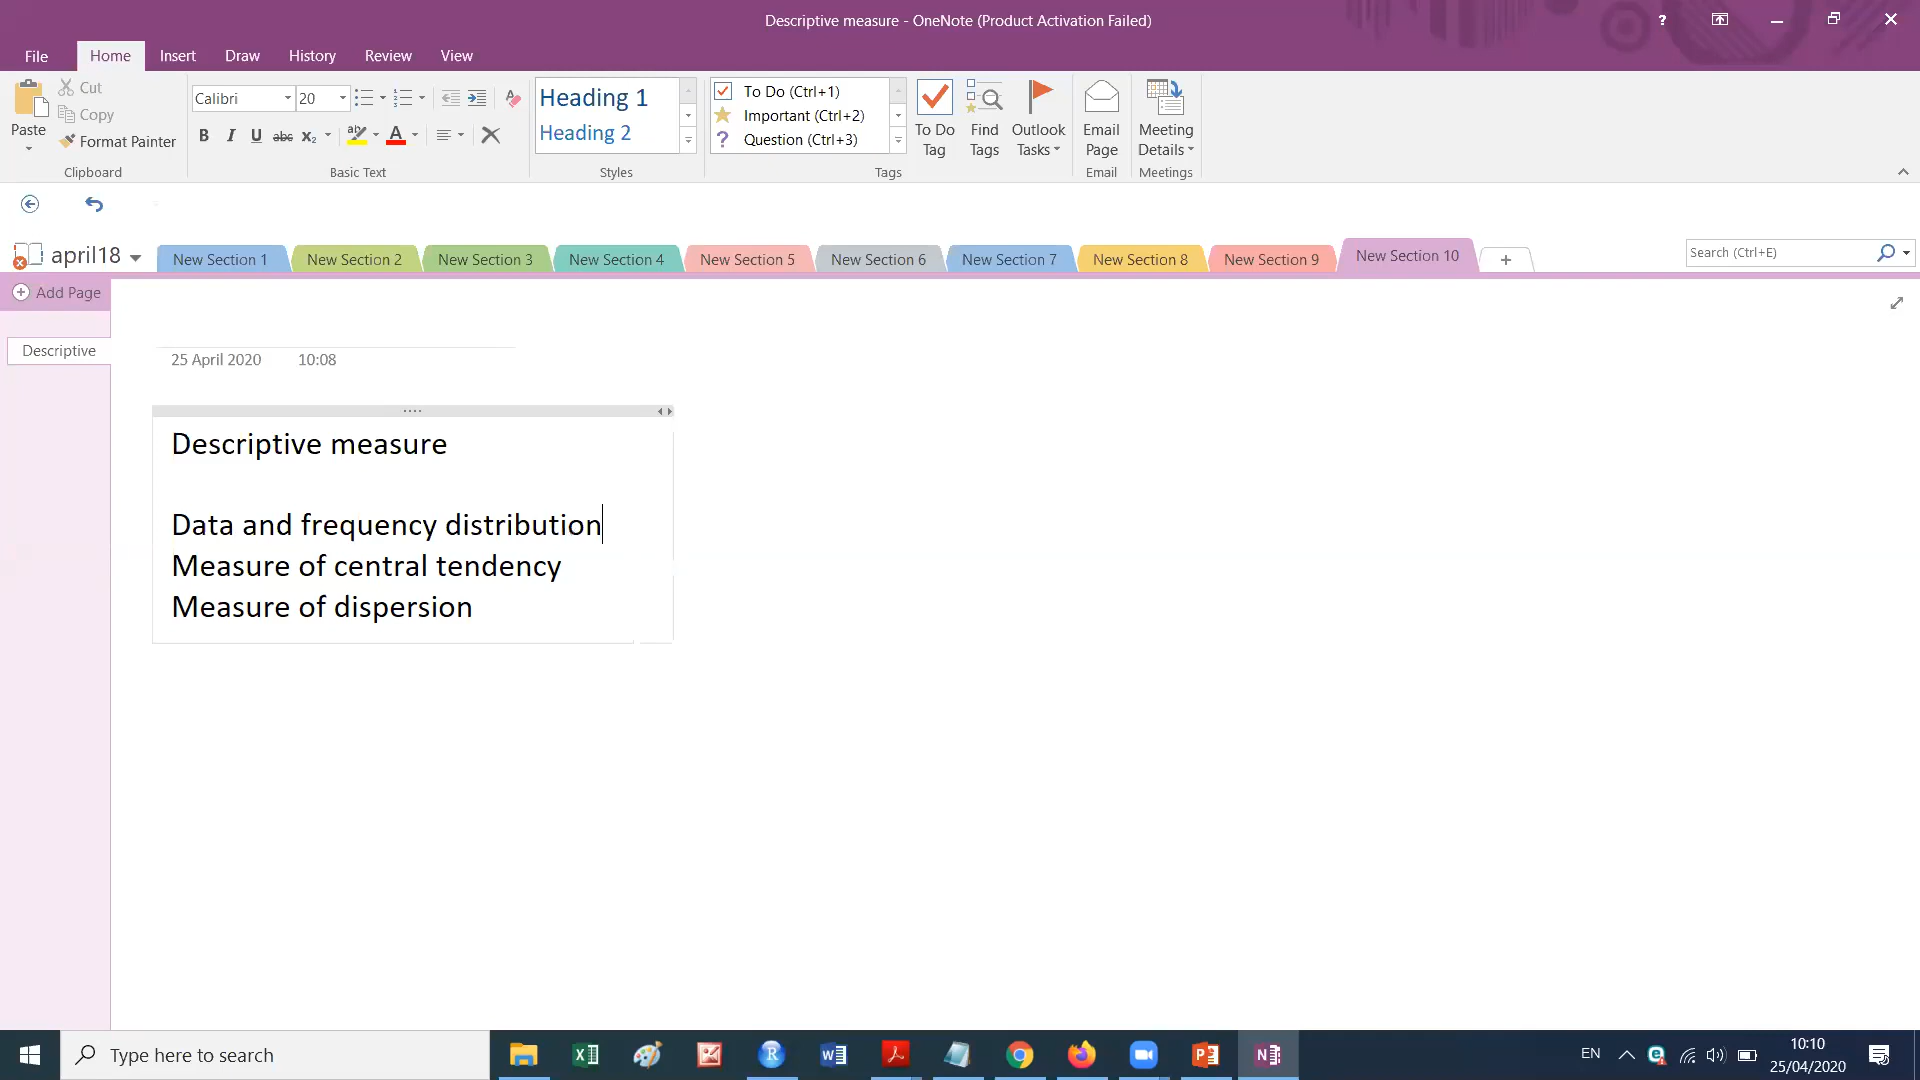 Descriptive measure - OneNote (Product Activation Failed)
?
File Home Insert Draw History Review View
Paste
Cut
Copy
Format Painter
Clipboard
Calibri 20
B I U abc X₂ A
Basic Text
Heading 1
Heading 2
Styles
To Do (Ctrl+1)
Important (Ctrl+2)
? Question (Ctrl+3)
To Do Tag
Find Tags
Tags
Outlook Tasks
Email Page
Email
Meeting Details
Meetings
april18
New Section 1
New Section 2
New Section 3
New Section 4
New Section 5
New Section 6
New Section 7
New Section 8
New Section 9
New Section 10
+
Search (Ctrl+E)
Add Page
Descriptive
25 April 2020 10:08
Descriptive measure
Data and frequency distribution
Measure of central tendency
Measure of dispersion
Type here to search
EN
10:10
25/04/2020